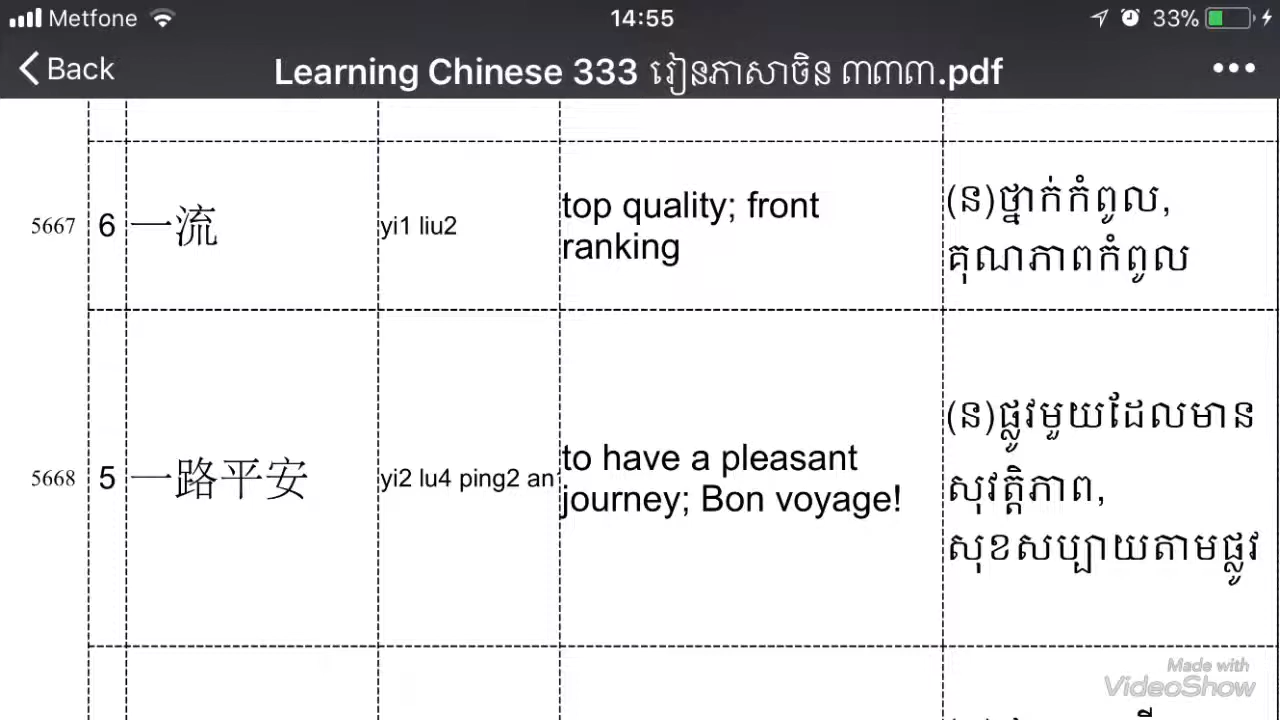 Metfone 14:55 33%
Back Learning Chinese 333 រៀនភាសាចិន ៣៣៣.pdf
5667 6 一流 yi1 liu2 top quality; front ranking (ន)ថ្នាក់កំពូល, គុណភាពកំពូល
5668 5 一路平安 yi2 lu4 ping2 an to have a pleasant journey; Bon voyage! (ន)ផ្លូវមួយដែលមាន សុវត្តិភាព, សុខសប្បាយតាមផ្លូវ
Made with
VideoShow